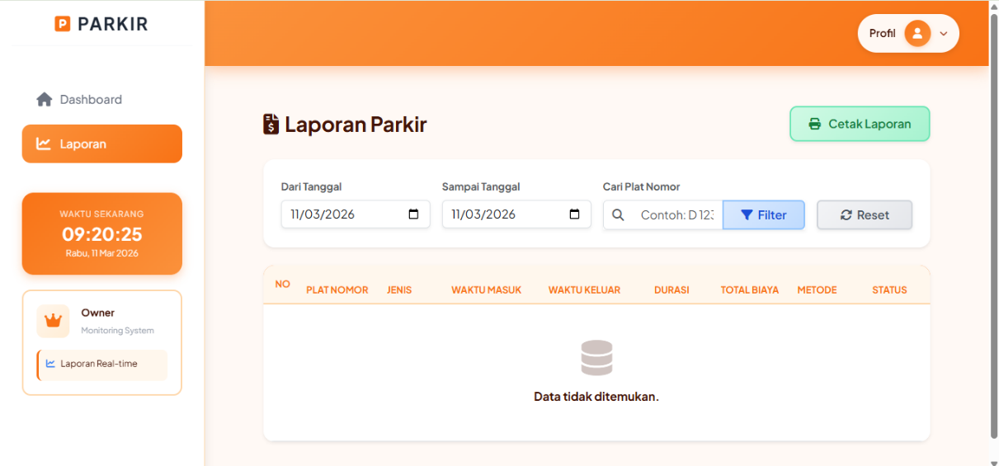 P PARKIR
Profil
Dashboard
Laporan
WAKTU SEKARANG
09:20:25
Rabu, 11 Mar 2026
Owner
Monitoring System
Laporan Real-time
Laporan Parkir
Cetak Laporan
Dari Tanggal
Sampai Tanggal
Cari Plat Nomor
11/03/2026
11/03/2026
Contoh: D 123
Filter
Reset
NO PLAT NOMOR JENIS WAKTU MASUK WAKTU KELUAR DURASI TOTAL BIAYA METODE STATUS
Data tidak ditemukan.